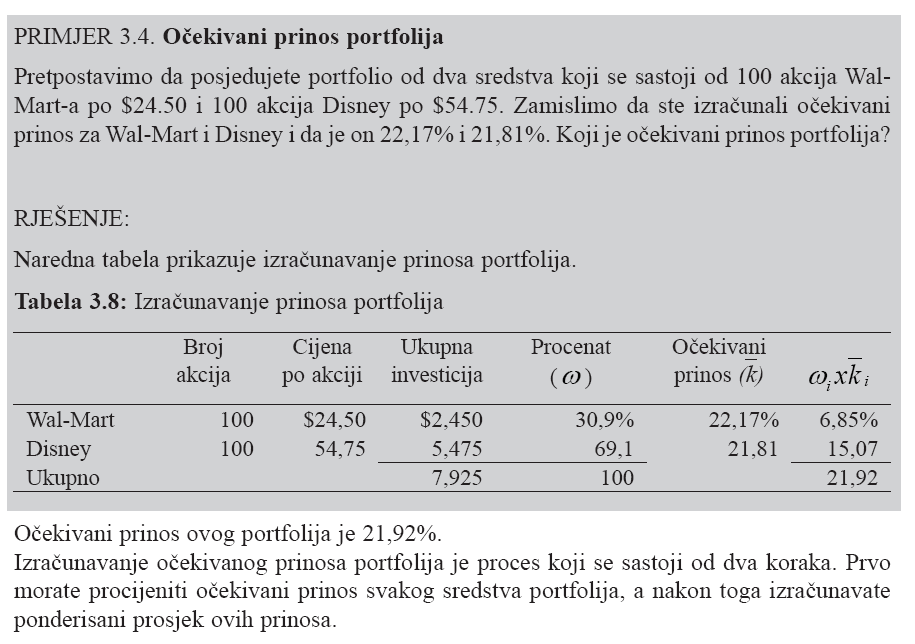 PRIMJER 3.4. Očekivani prinos portfolija
Pretpostavimo da posjedujete portfolio od dva sredstva koji se sastoji od 100 akcija Wal-
Mart-a po $24.50 i 100 akcija Disney po $54.75. Zamislimo da ste izračunali očekivani
prinos za Wal-Mart i Disney i da je on 22,17% i 21,81%. Koji je očekivani prinos portfolija?
RJEŠENJE:
Naredna tabela prikazuje izračunavanje prinosa portfolija.
Tabela 3.8: Izračunavanje prinosa portfolija
Broj Cijena Ukupna Procenat Očekivani
akcija po akciji investicija (ω) prinos (k̅) ωᵢxk̅ᵢ
Wal-Mart 100 $24,50 $2,450 30,9% 22,17% 6,85%
Disney 100 54,75 5,475 69,1 21,81 15,07
Ukupno 7,925 100 21,92
Očekivani prinos ovog portfolija je 21,92%.
Izračunavanje očekivanog prinosa portfolija je proces koji se sastoji od dva koraka. Prvo
morate procijeniti očekivani prinos svakog sredstva portfolija, a nakon toga izračunavate
ponderisani prosjek ovih prinosa.